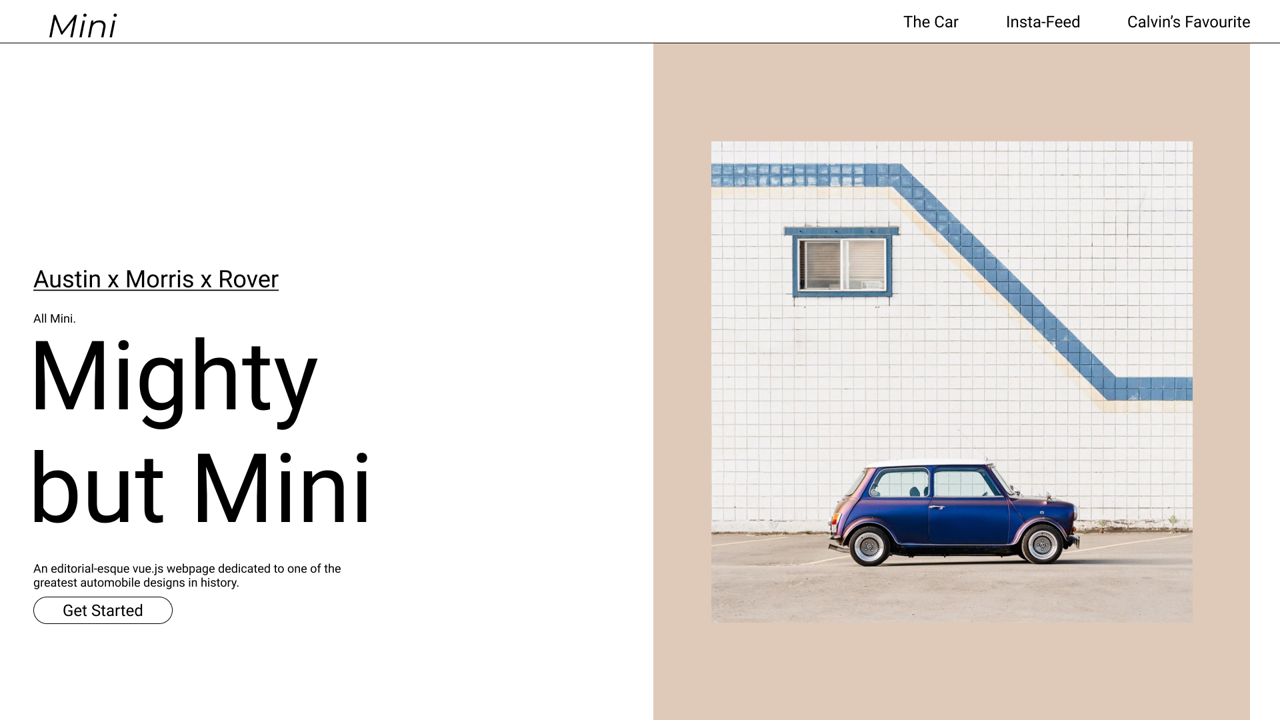 Mini
The Car
Insta-Feed
Calvin’s Favourite
Austin x Morris x Rover
All Mini.
Mighty
but Mini
An editorial-esque vue.js webpage dedicated to one of the
greatest automobile designs in history.
Get Started